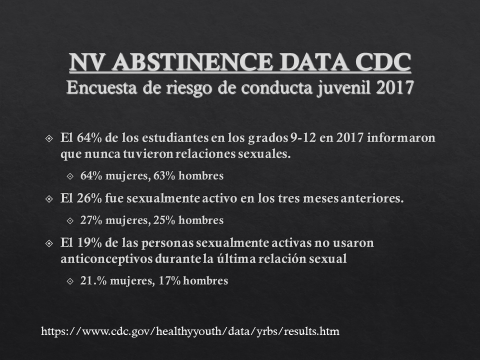 NV ABSTINENCE DATA CDC
Encuesta de riesgo de conducta juvenil 2017
El 64% de los estudiantes en los grados 9-12 en 2017 informaron
que nunca tuvieron relaciones sexuales.
64% mujeres, 63% hombres
El 26% fue sexualmente activo en los tres meses anteriores.
27% mujeres, 25% hombres
El 19% de las personas sexualmente activas no usaron
anticonceptivos durante la última relación sexual
21.% mujeres, 17% hombres
https://www.cdc.gov/healthyyouth/data/yrbs/results.htm